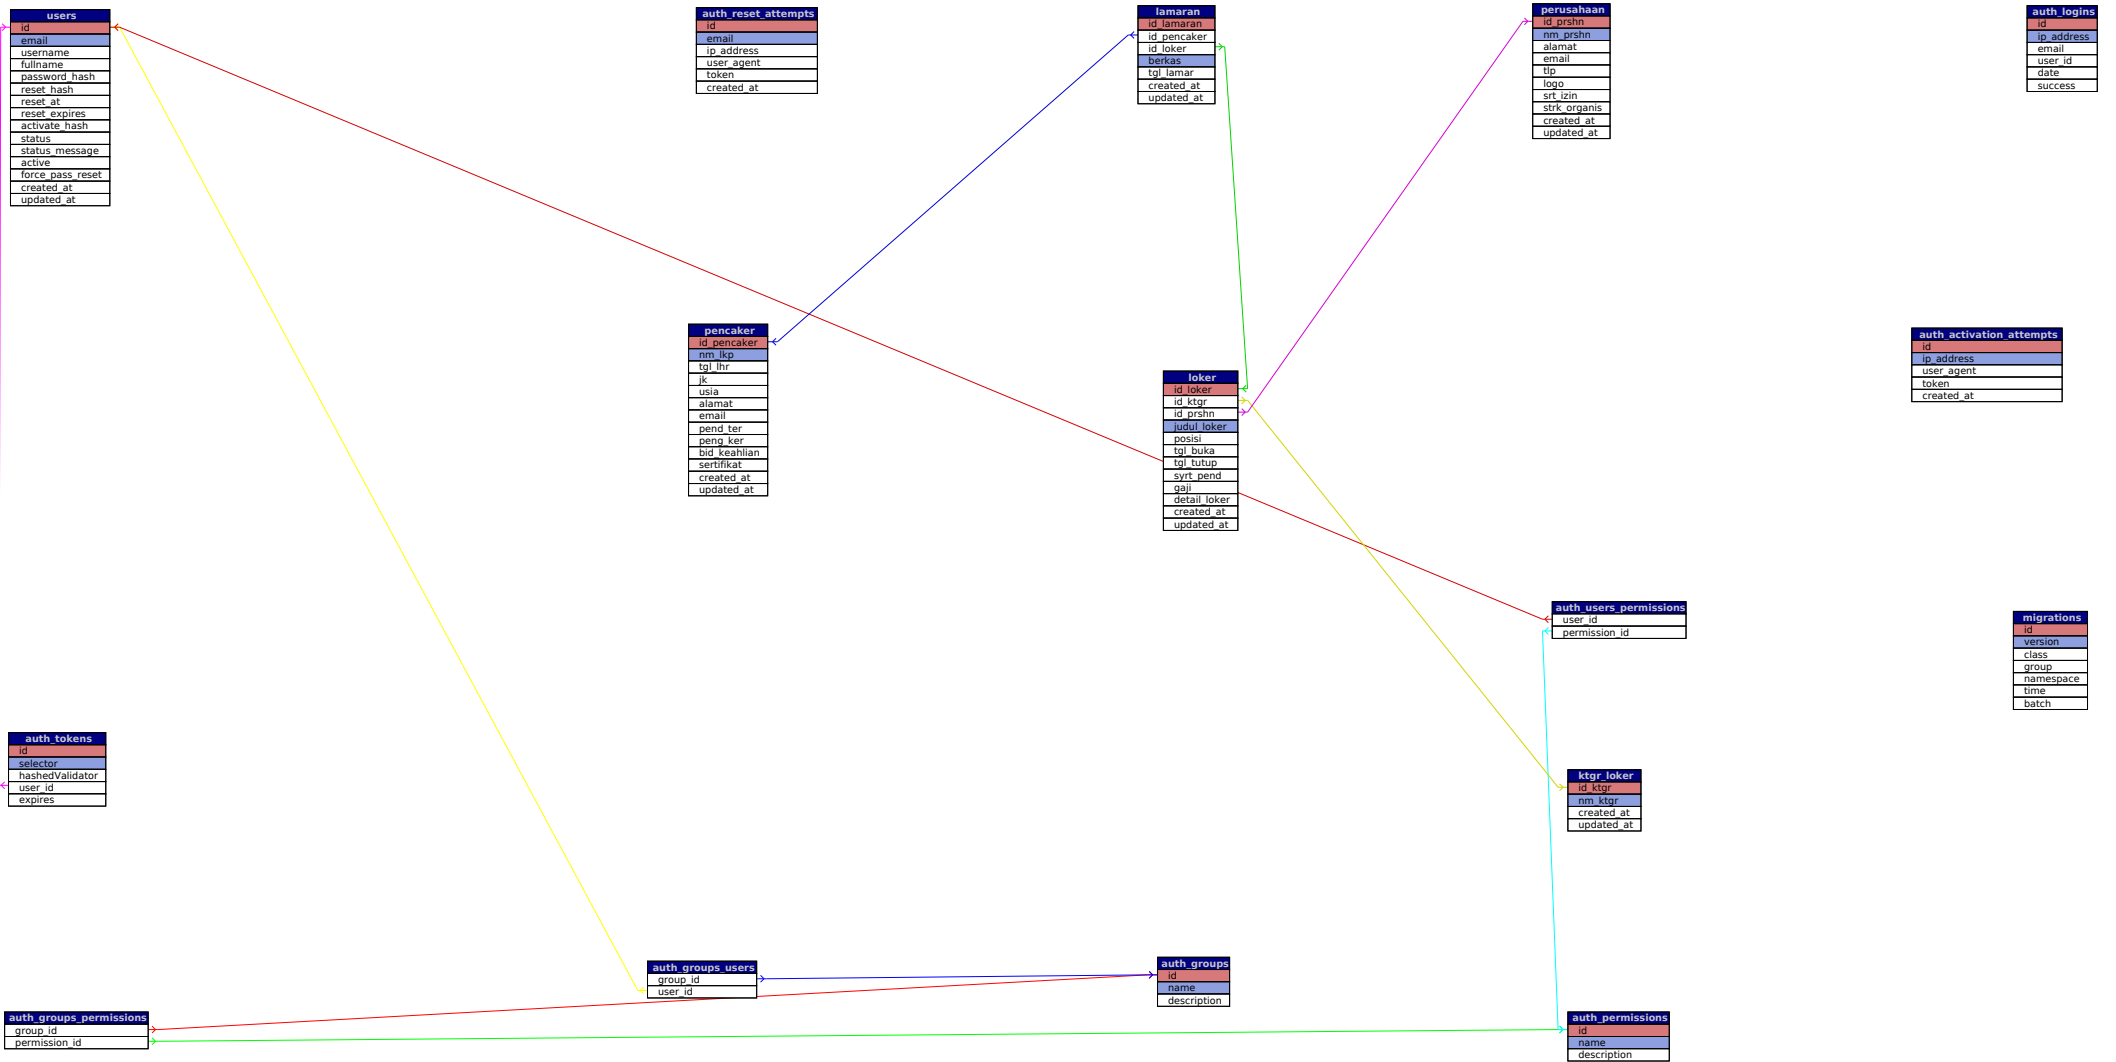 users
id
email
username
fullname
password_hash
reset_hash
reset_at
reset_expires
activate_hash
status
status_message
active
force_pass_reset
created_at
updated_at
auth_reset_attempts
id
email
ip_address
user_agent
token
created_at
lamaran
id_lamaran
id_pencaker
id_loker
berkas
tgl_lamar
created_at
updated_at
perusahaan
id_prshn
nm_prshn
alamat
email
tlp
logo
srt_izin
strk_organis
created_at
updated_at
auth_logins
id
ip_address
email
user_id
date
success
pencaker
id_pencaker
nm_lkp
tgl_lhr
jk
usia
alamat
email
pend_ter
peng_ker
bid_keahlian
sertifikat
created_at
updated_at
loker
id_loker
id_ktgr
id_prshn
judul_loker
posisi
tgl_buka
tgl_tutup
syrt_pend
gaji
detail_loker
created_at
updated_at
auth_activation_attempts
id
ip_address
user_agent
token
created_at
auth_users_permissions
user_id
permission_id
migrations
id
version
class
group
namespace
time
batch
auth_tokens
id
selector
hashedValidator
user_id
expires
ktgr_loker
id_ktgr
nm_ktgr
created_at
updated_at
auth_groups_users
group_id
user_id
auth_groups
id
name
description
auth_groups_permissions
group_id
permission_id
auth_permissions
id
name
description